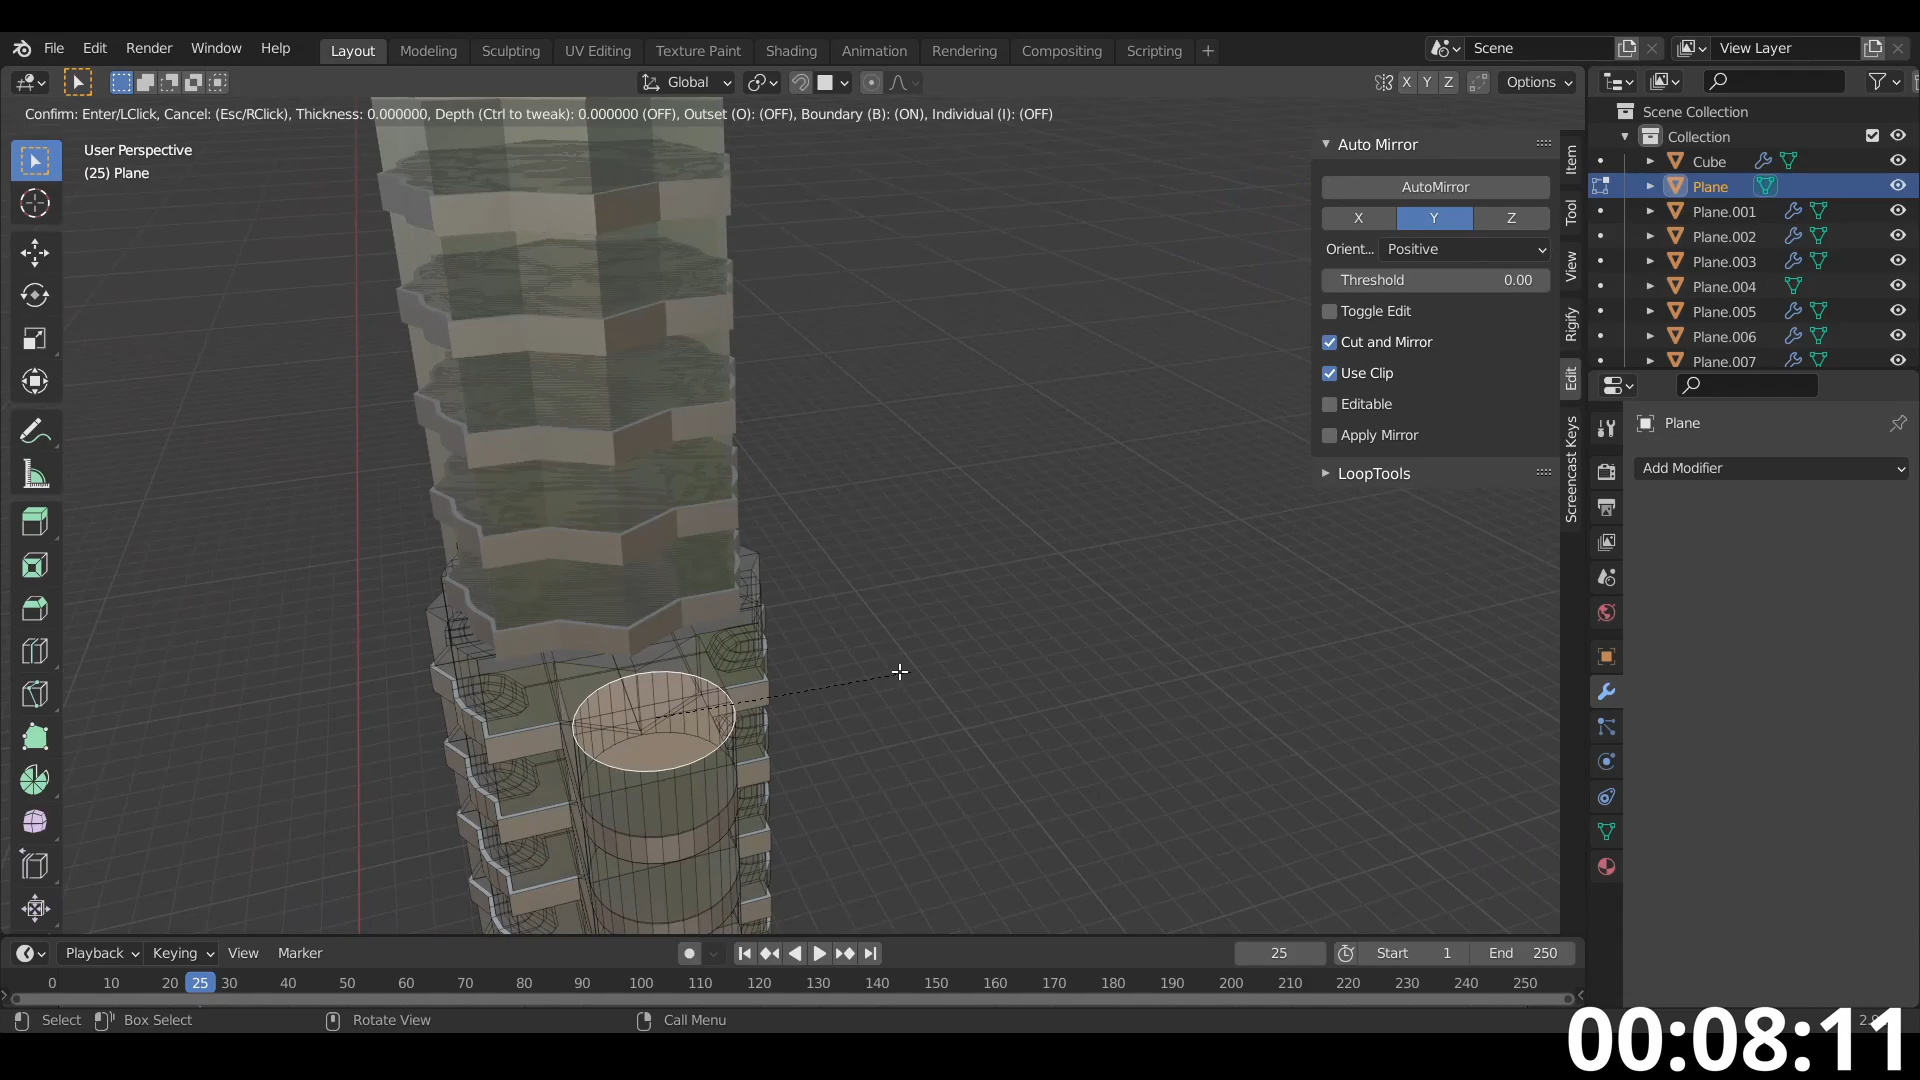 File Edit Render Window Help Layout Modeling Sculpting UV Editing Texture Paint Shading Animation Rendering Compositing Scripting + Scene View Layer
Global X Y Z Options
Confirm: Enter/LClick, Cancel: (Esc/RClick), Thickness: 0.000000, Depth (Ctrl to tweak): 0.000000 (OFF), Outset (O): (OFF), Boundary (B): (ON), Individual (I): (OFF)
User Perspective
(25) Plane
Auto Mirror
AutoMirror
X Y Z
Orient... Positive
Threshold 0.00
Toggle Edit
Cut and Mirror
Use Clip
Editable
Apply Mirror
LoopTools
Item
Tool
View
Rigify
Edit
Screencast Keys
Scene Collection
Collection
Cube
Plane
Plane.001
Plane.002
Plane.003
Plane.004
Plane.005
Plane.006
Plane.007
Plane
Add Modifier
Playback Keying View Marker 25 Start 1 End 250
0 10 20 25 30 40 50 60 70 80 90 100 110 120 130 140 150 160 170 180 190 200 210 220 230 240 250
Select Box Select Rotate View Call Menu
00:08:11